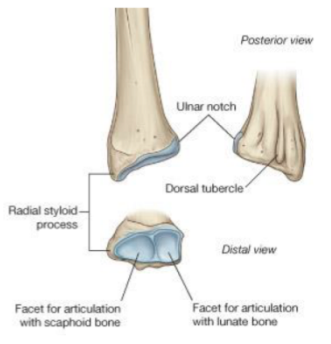 Posterior view
Ulnar notch
Dorsal tubercle
Radial styloid
process
Distal view
Facet for articulation
with scaphoid bone
Facet for articulation
with lunate bone